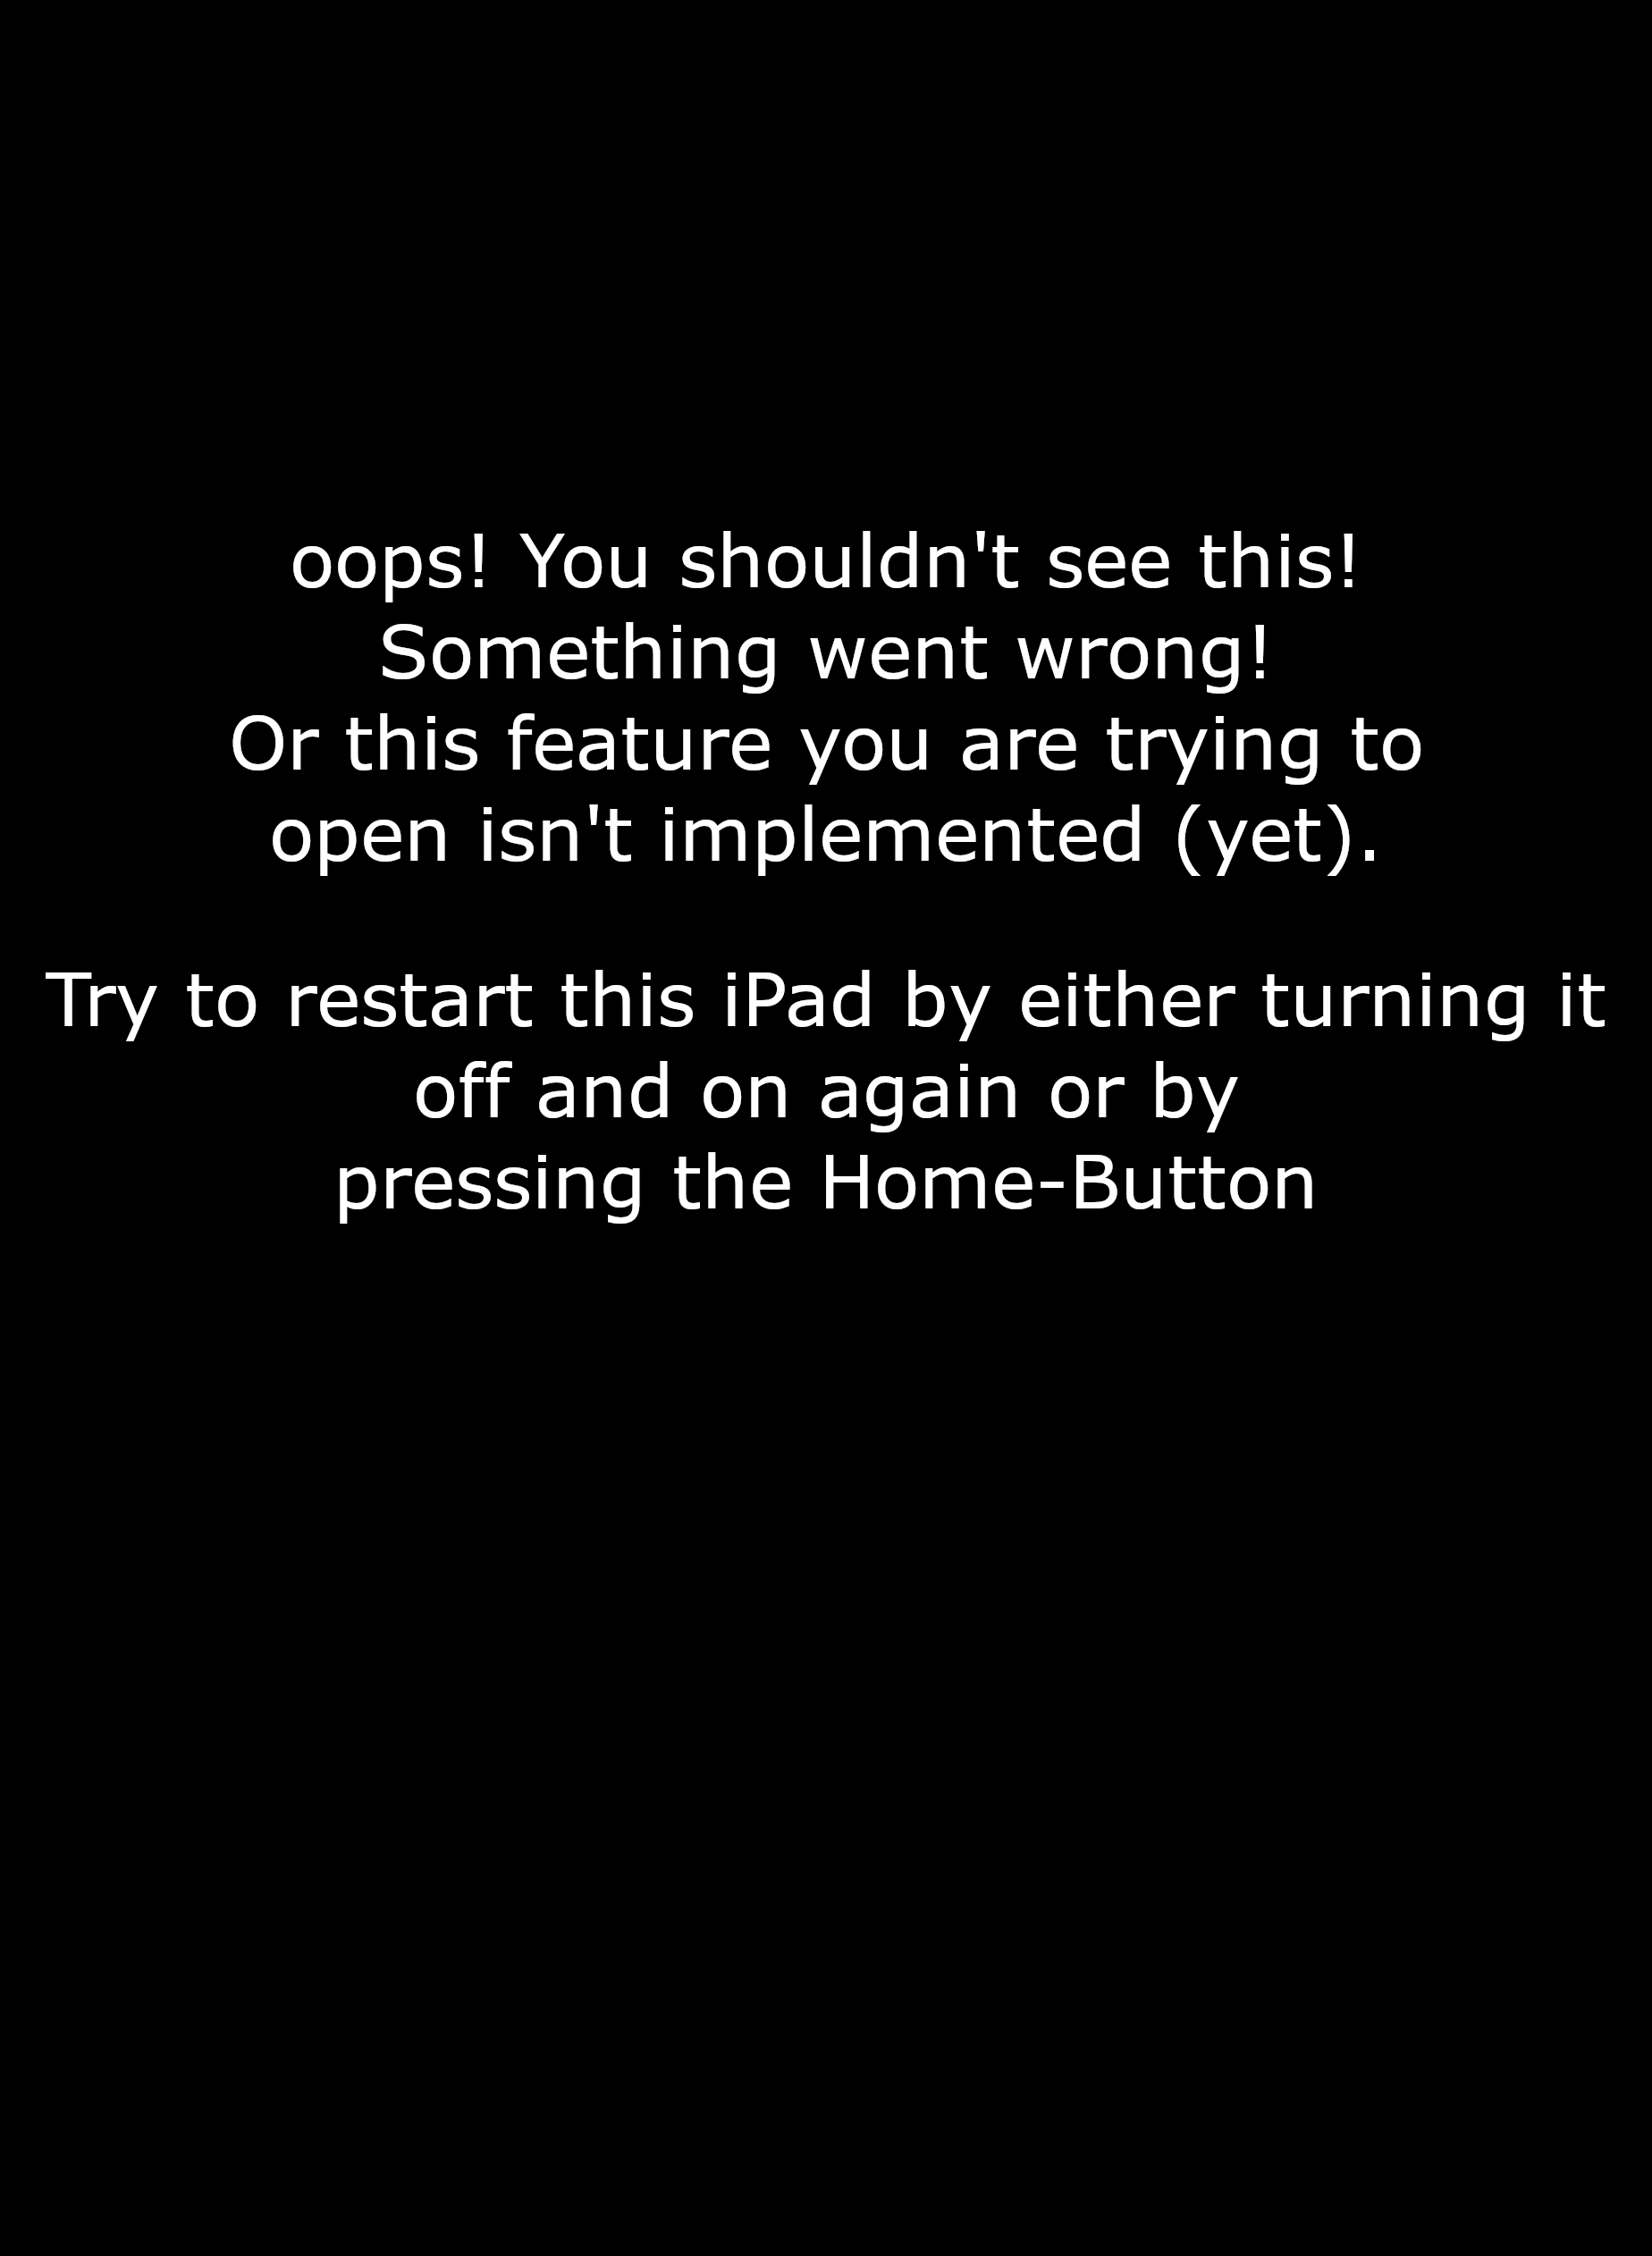 oops! You shouldn't see this!
Something went wrong!
Or this feature you are trying to
open isn't implemented (yet).
Try to restart this iPad by either turning it
off and on again or by
pressing the Home-Button